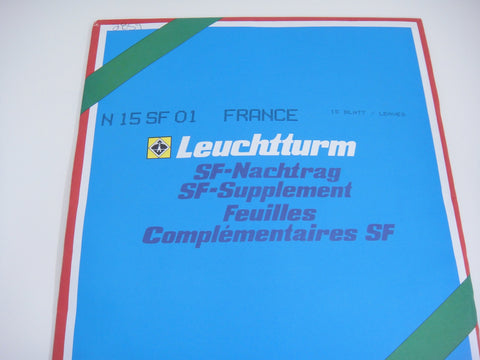 N 15 SF 01 FRANCE 15 BLATT / LEAVES
Leuchtturm
SF-Nachtrag
SF-Supplement
Feuilles
Complémentaires SF